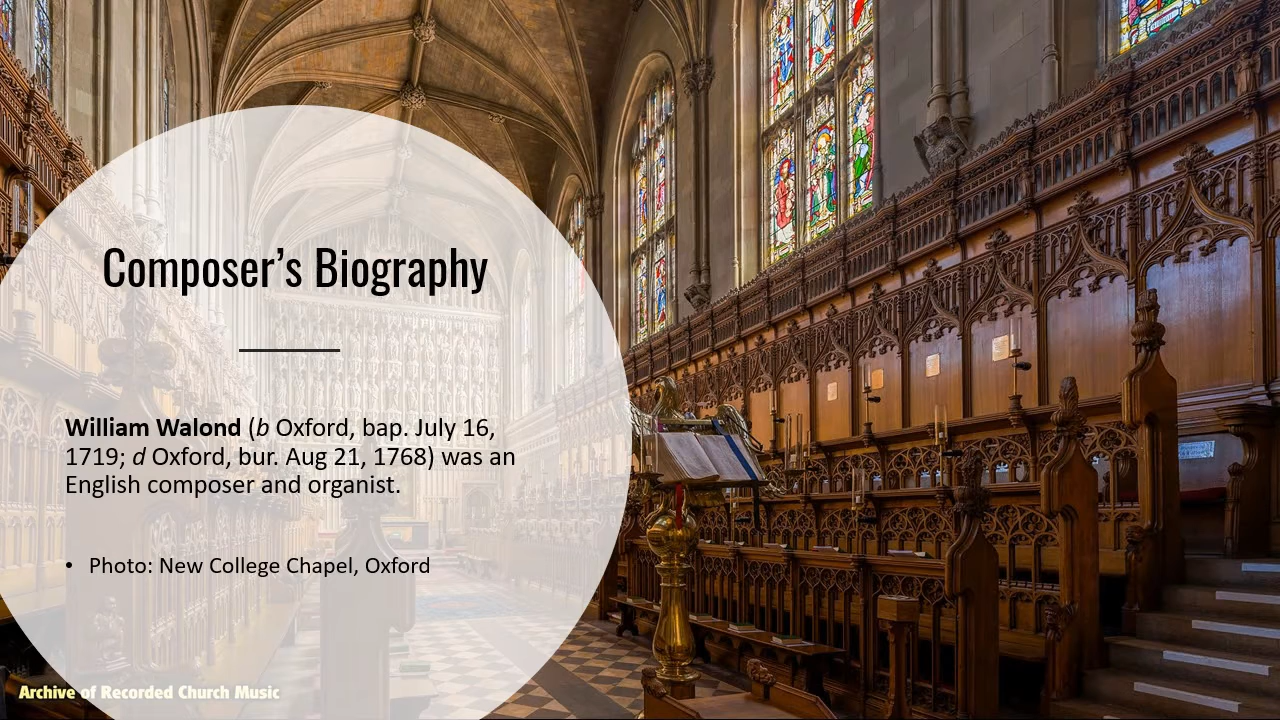 Composer’s Biography
William Walond (b Oxford, bap. July 16,
1719; d Oxford, bur. Aug 21, 1768) was an
English composer and organist.
• Photo: New College Chapel, Oxford
Archive of Recorded Church Music